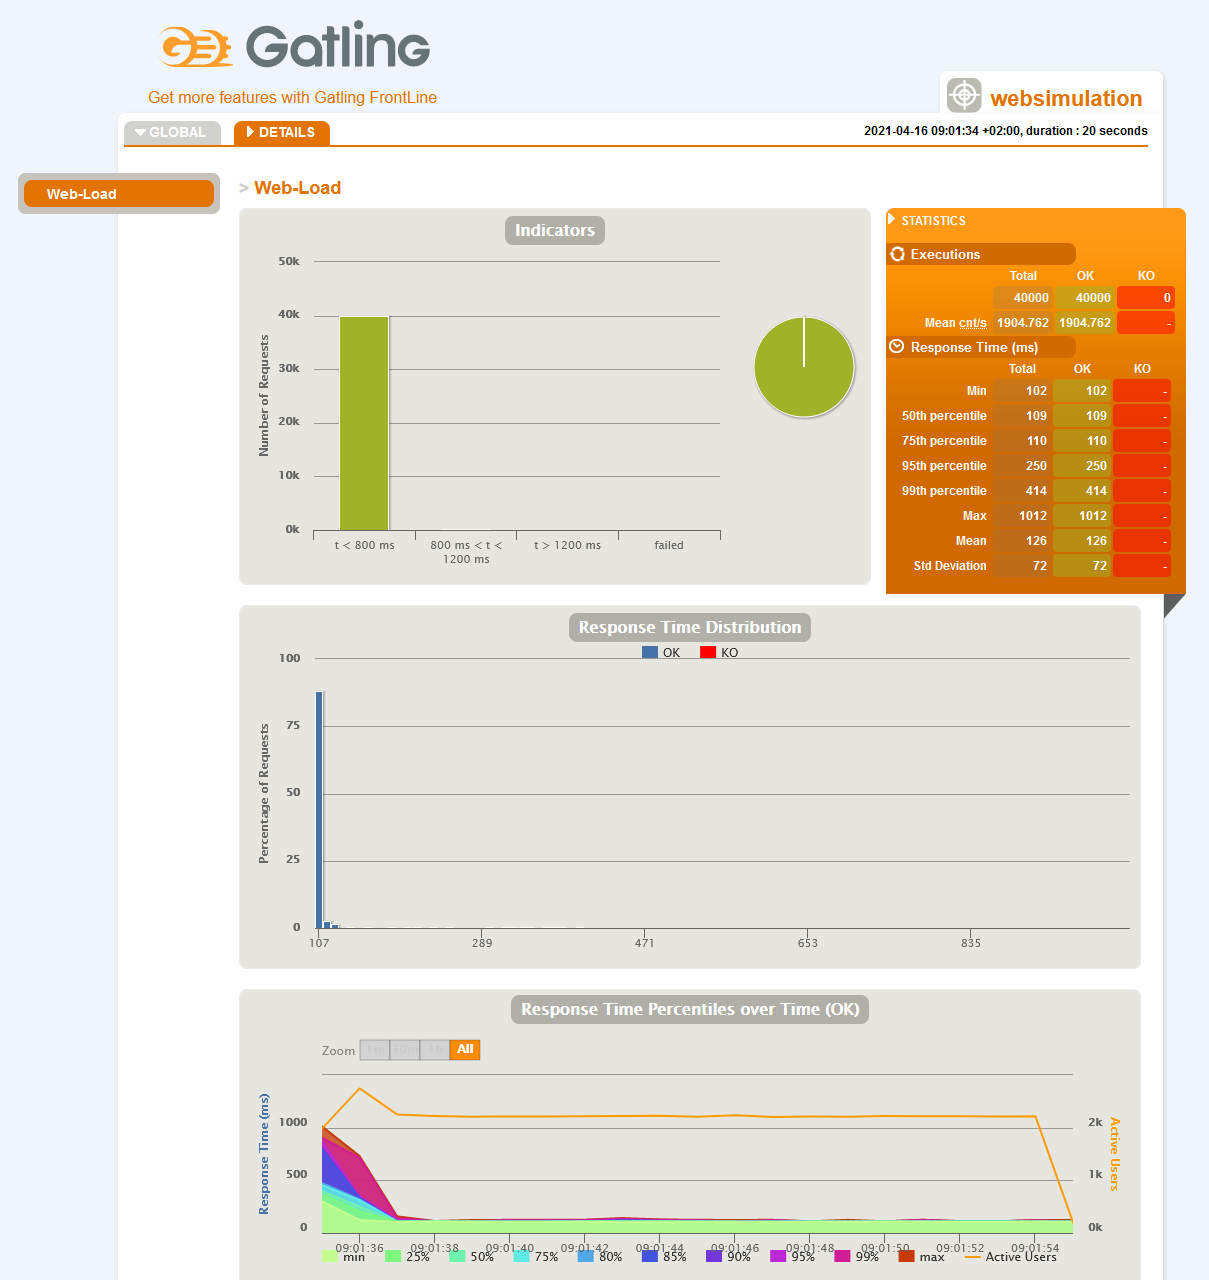 Gatling
Get more features with Gatling FrontLine
websimulation
GLOBAL
DETAILS
2021-04-16 09:01:34 +02:00, duration : 20 seconds
Web-Load
> Web-Load
Indicators
50k
40k
30k
20k
10k
0k
Number of Requests
t < 800 ms
800 ms < t <
1200 ms
t > 1200 ms
failed
STATISTICS
Executions
Total OK KO
40000 40000 0
Mean cnt/s 1904.762 1904.762 -
Response Time (ms)
Total OK KO
Min 102 102 -
50th percentile 109 109 -
75th percentile 110 110 -
95th percentile 250 250 -
99th percentile 414 414 -
Max 1012 1012 -
Mean 126 126 -
Std Deviation 72 72 -
Response Time Distribution
OK KO
100
75
50
25
0
Percentage of Requests
107 289 471 653 835
Response Time Percentiles over Time (OK)
Zoom 1m 10m 1h All
Response Time (ms)
1000
500
0
2k
1k
0k
Active Users
09:01:36 09:01:38 09:01:40 09:01:42 09:01:44 09:01:46 09:01:48 09:01:50 09:01:52 09:01:54
min 25% 50% 75% 80% 85% 90% 95% 99% max Active Users